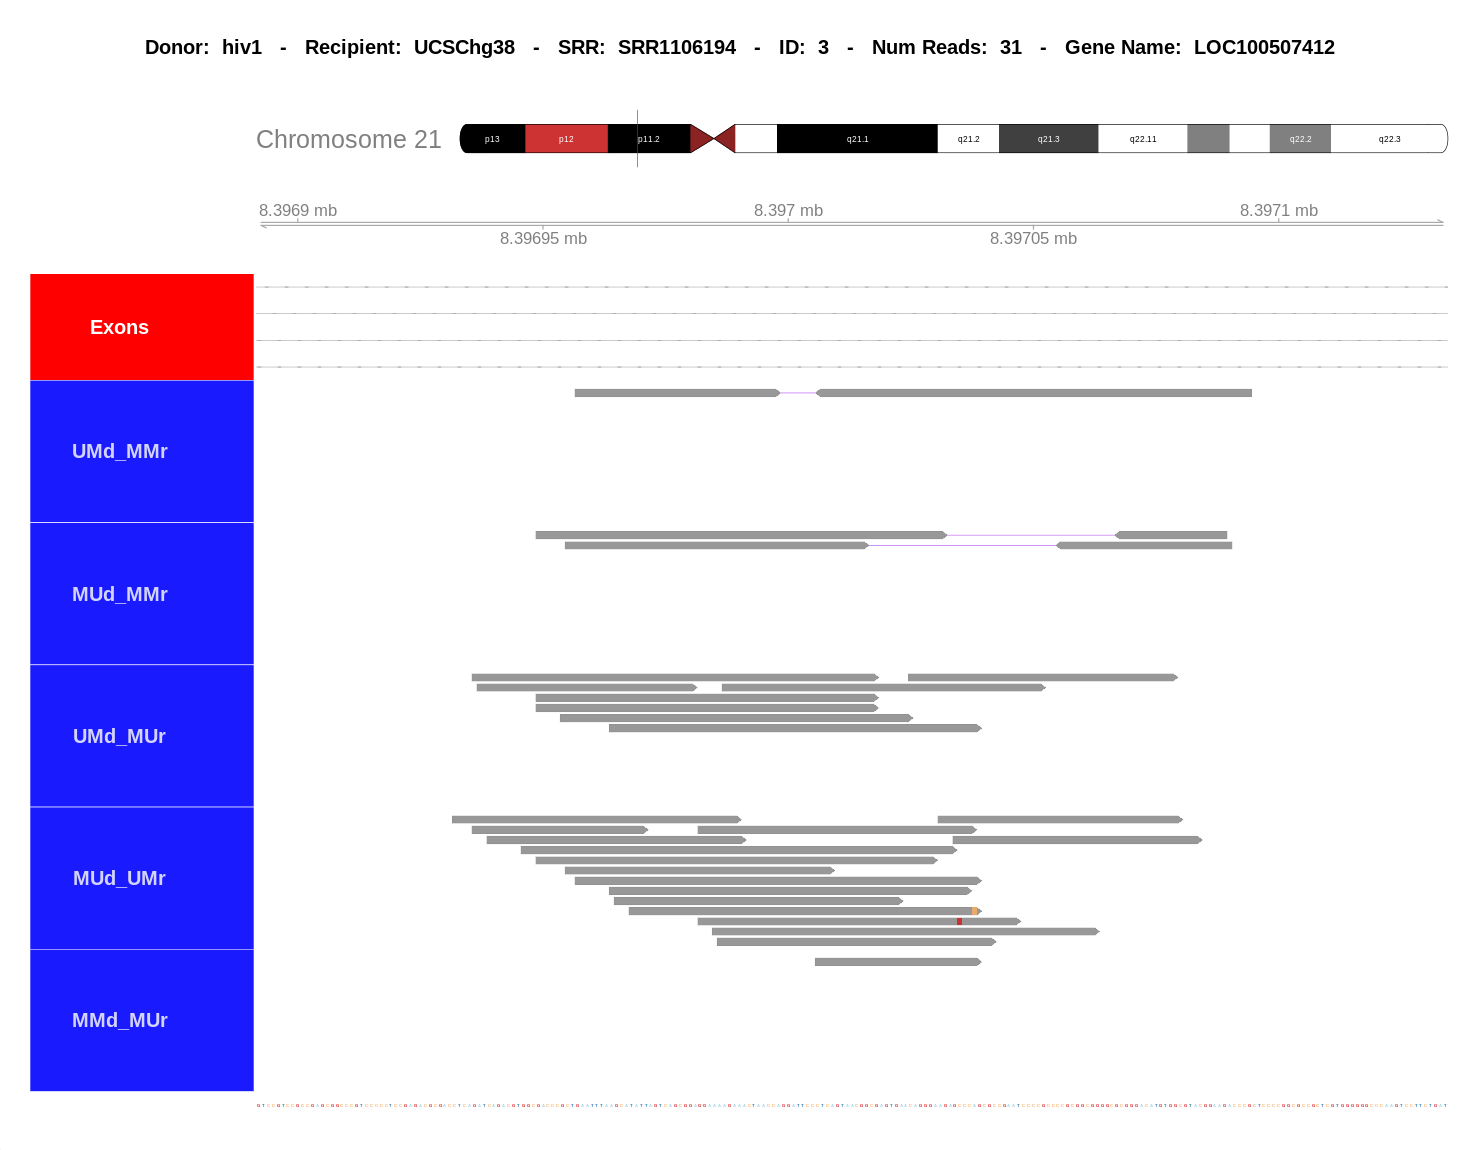 Donor: hiv1 - Recipient: UCSChg38 - SRR: SRR1106194 - ID: 3 - Num Reads: 31 - Gene Name: LOC100507412
Chromosome 21 p13 p12 p11.2 q21.1 q21.2 q21.3 q22.11 q22.2 q22.3
8.3969 mb 8.397 mb 8.3971 mb
8.39695 mb 8.39705 mb
Exons
UMd_MMr
MUd_MMr
UMd_MUr
MUd_UMr
MMd_MUr